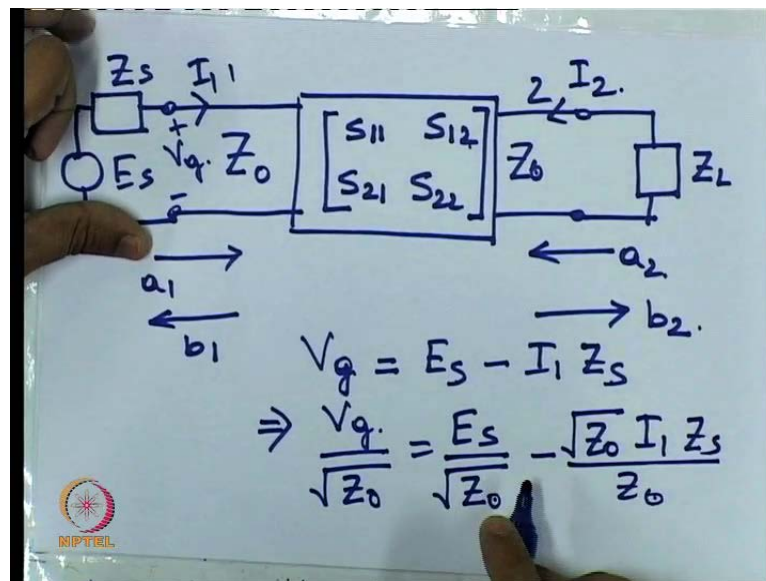 Zs I1 1 2 I2.
+ Vg. Z0 S11 S12 Z0 ZL
Es S21 S22
-
a1 a2
b1 b2.
Vg = Es - I1 Zs
⇒ Vg. / √Z0 = Es / √Z0 - √Z0 I1 Zs / Z0
NPTEL